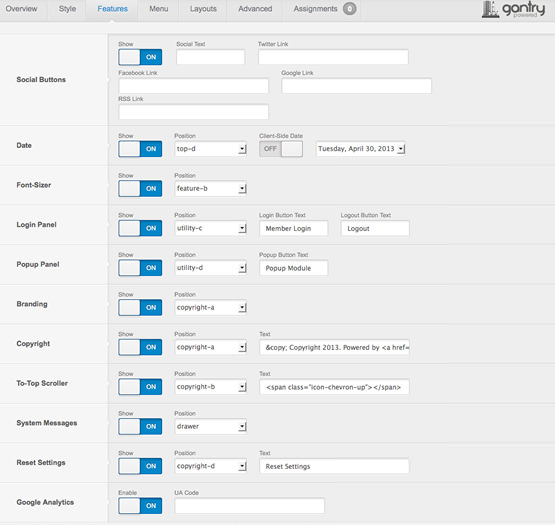 Overview Style Features Menu Layouts Advanced Assignments 0 gantry
powered
Show Social Text Twitter Link
ON
Social Buttons
Facebook Link Google Link
RSS Link
Show Position Client-Side Date
Date ON top-d OFF Tuesday, April 30, 2013
Show Position
Font-Sizer ON feature-b
Show Position Login Button Text Logout Button Text
Login Panel ON utility-c Member Login Logout
Show Position Popup Button Text
Popup Panel ON utility-d Popup Module
Show Position
Branding ON copyright-a
Show Position Text
Copyright ON copyright-a &copy; Copyright 2013. Powered by <a href=
Show Position Text
To-Top Scroller ON copyright-b <span class="icon-chevron-up"></span>
Show Position
System Messages ON drawer
Show Position Text
Reset Settings ON copyright-d Reset Settings
Enable UA Code
Google Analytics ON